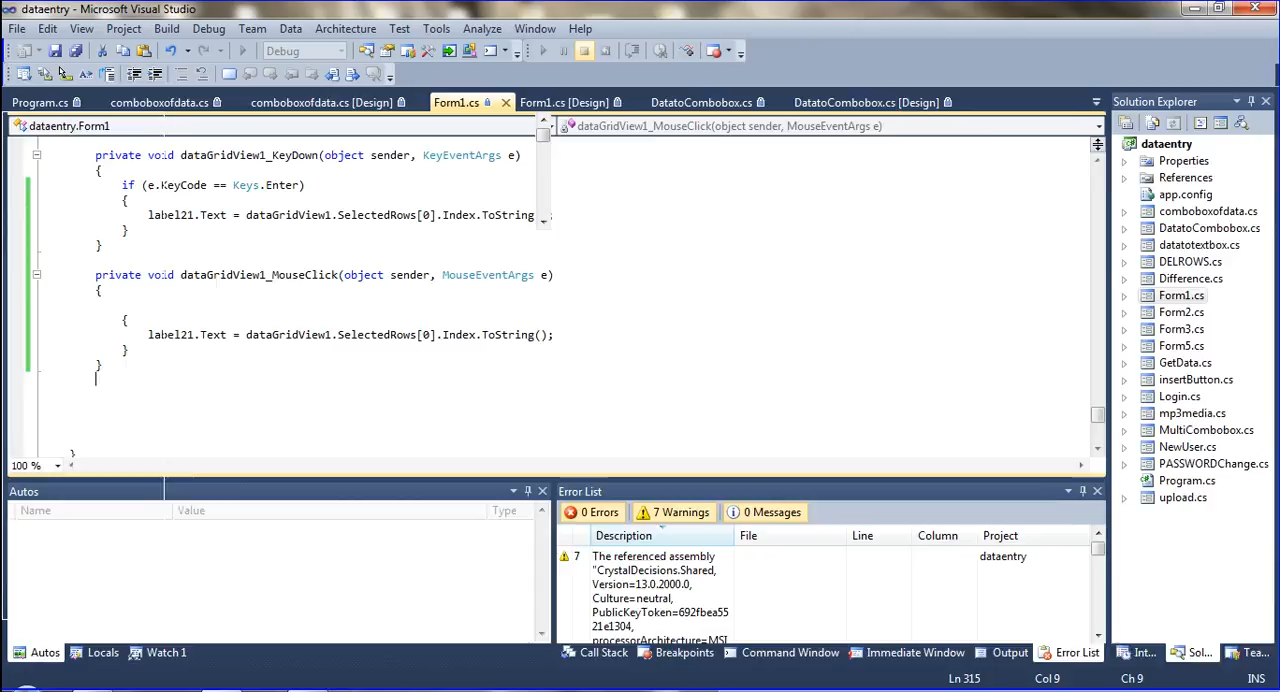 dataentry - Microsoft Visual Studio
File Edit View Project Build Debug Team Data Architecture Test Tools Analyze Window Help
Debug
Program.cs comboboxofdata.cs comboboxofdata.cs [Design] Form1.cs Form1.cs [Design] DatatoCombobox.cs DatatoCombobox.cs [Design]
dataentry.Form1 dataGridView1_MouseClick(object sender, MouseEventArgs e)
private void dataGridView1_KeyDown(object sender, KeyEventArgs e)
{
if (e.KeyCode == Keys.Enter)
{
label21.Text = dataGridView1.SelectedRows[0].Index.ToString ;
}
}
private void dataGridView1_MouseClick(object sender, MouseEventArgs e)
{
{
label21.Text = dataGridView1.SelectedRows[0].Index.ToString();
}
}
}
100 %
Solution Explorer
dataentry
Properties
References
app.config
comboboxofdata.cs
DatatoCombobox.cs
datatotextbox.cs
DELROWS.cs
Difference.cs
Form1.cs
Form2.cs
Form3.cs
Form5.cs
GetData.cs
insertButton.cs
Login.cs
mp3media.cs
MultiCombobox.cs
NewUser.cs
PASSWORDChange.cs
Program.cs
upload.cs
Autos
Name Value Type
Error List
0 Errors 7 Warnings 0 Messages
Description File Line Column Project
7 The referenced assembly dataentry
"CrystalDecisions.Shared,
Version=13.0.2000.0,
Culture=neutral,
PublicKeyToken=692fbea55
21e1304,
processorArchitecture=MSI
Autos Locals Watch 1
Call Stack Breakpoints Command Window Immediate Window Output Error List
Int... Sol... Tea...
Ln 315 Col 9 Ch 9 INS